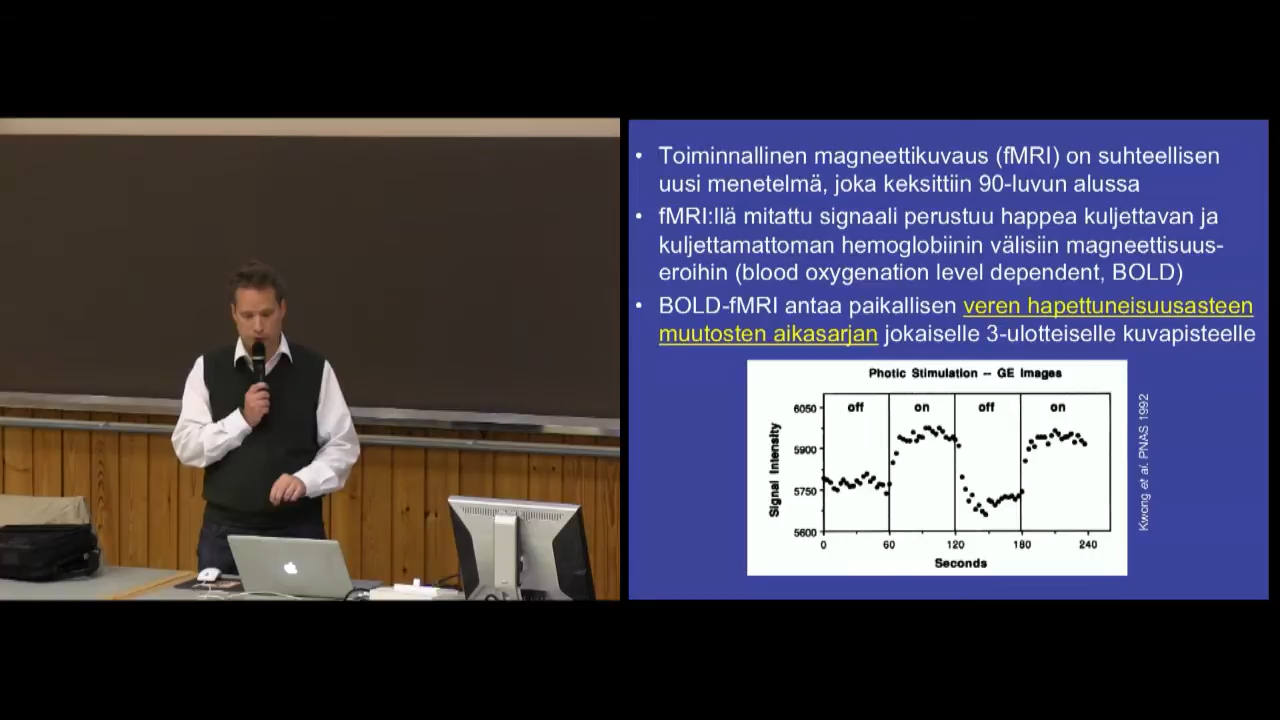 • Toiminnallinen magneettikuvaus (fMRI) on suhteellisen
uusi menetelmä, joka keksittiin 90-luvun alussa
• fMRI:llä mitattu signaali perustuu happea kuljettavan ja
kuljettamattoman hemoglobiinin välisiin magneettisuus-
eroihin (blood oxygenation level dependent, BOLD)
• BOLD-fMRI antaa paikallisen veren hapettuneisuusasteen
muutosten aikasarjan jokaiselle 3-ulotteiselle kuvapisteelle
Photic Stimulation -- GE Images
off on off on
6050
5900
5750
5600
Signal Intensity
0 60 120 180 240
Seconds
Kwong et al. PNAS 1992